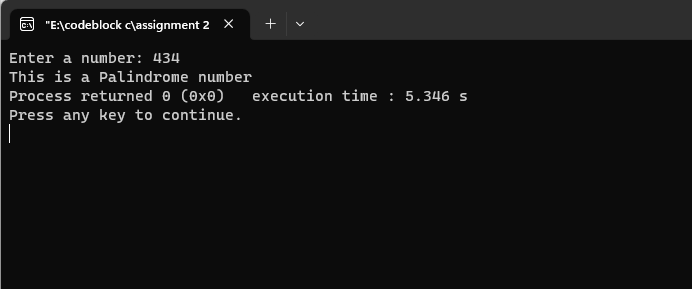 "E:\codeblock c\assignment 2
Enter a number: 434
This is a Palindrome number
Process returned 0 (0x0)   execution time : 5.346 s
Press any key to continue.